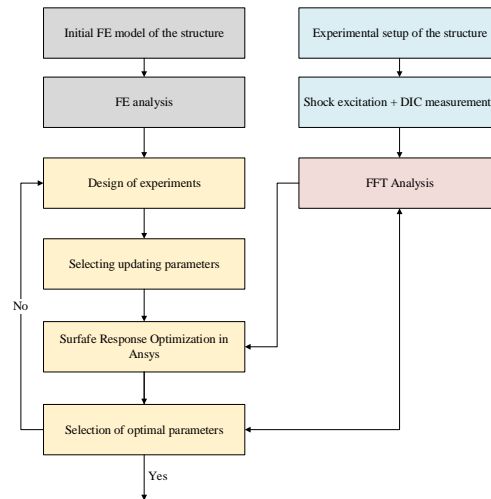 Initial FE model of the structure
Experimental setup of the structure
FE analysis
Shock excitation + DIC measurement
Design of experiments
FFT Analysis
Selecting updating parameters
No
Surfafe Response Optimization in
Ansys
Selection of optimal parameters
Yes